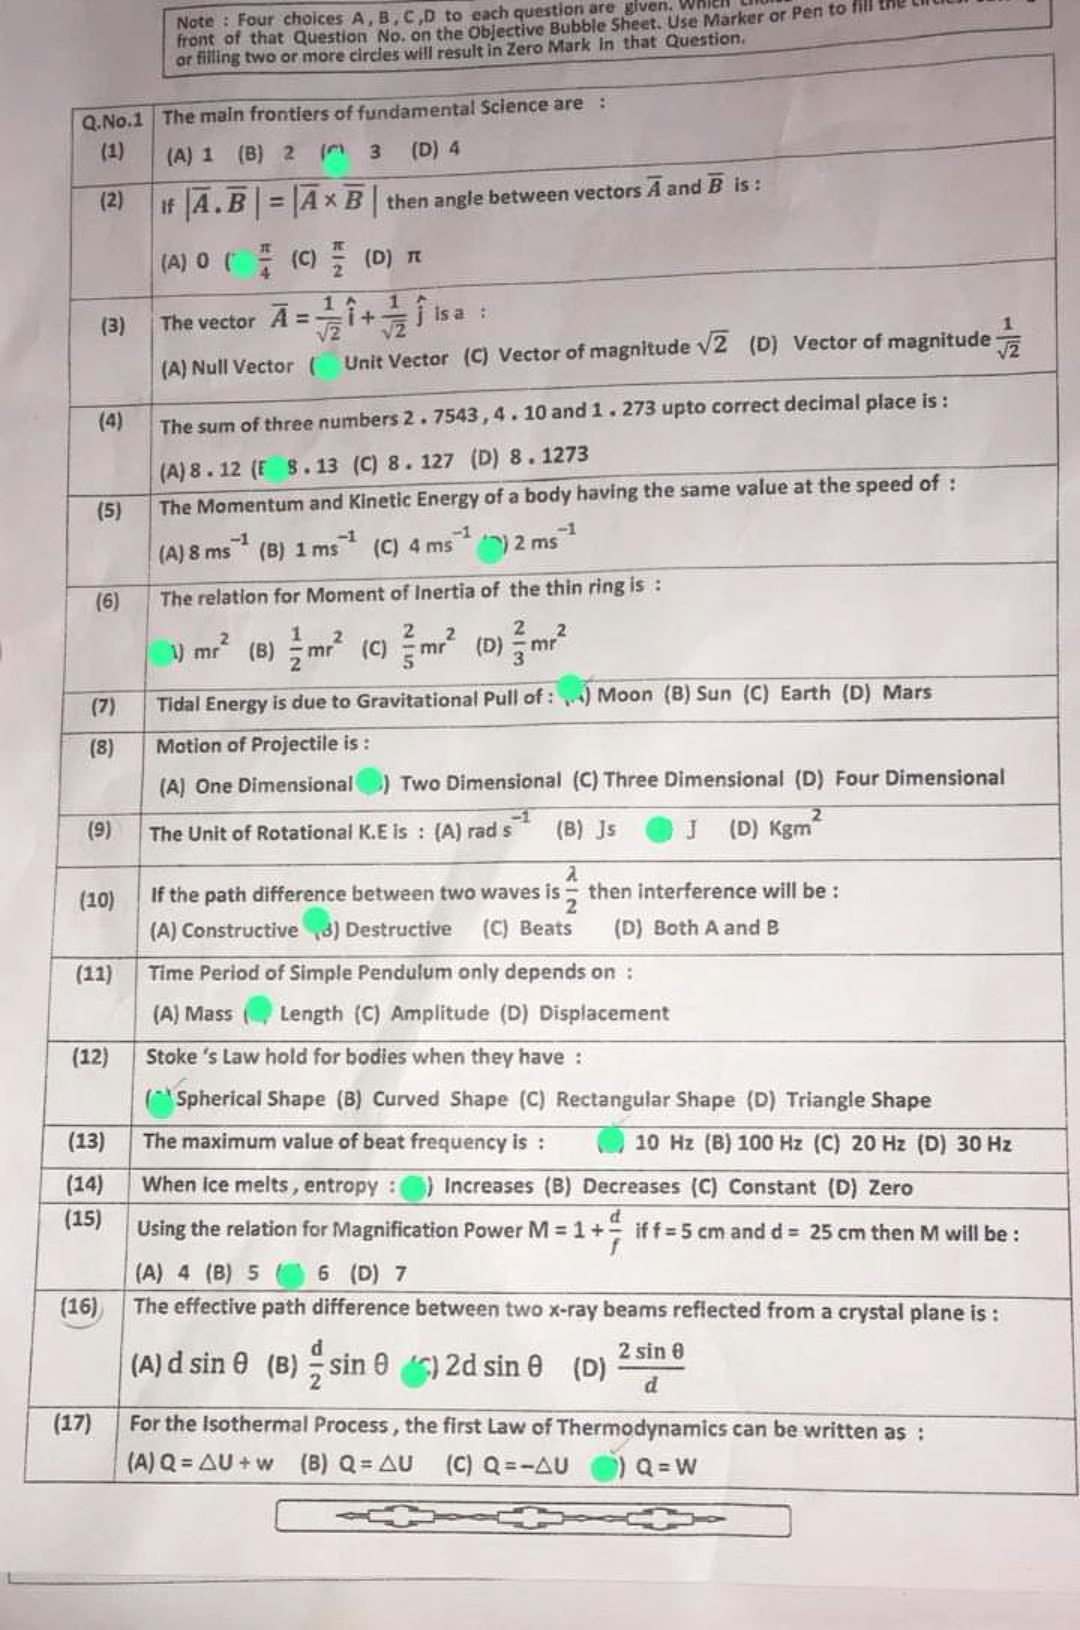 Note : Four choices A, B, C, D to each question are given. Which
front of that Question No. on the Objective Bubble Sheet. Use Marker or Pen to fill the
or filling two or more circles will result in Zero Mark in that Question.
Q.No.1 The main frontiers of fundamental Science are :
(1) (A) 1 (B) 2 (C) 3 (D) 4
(2) If |A̅ . B̅| = |A̅ × B̅| then angle between vectors A̅ and B̅ is :
(A) 0 ( π/4 (C) π/2 (D) π
(3) The vector A̅ = 1/√2 î + 1/√2 ĵ is a :
(A) Null Vector ( Unit Vector (C) Vector of magnitude √2 (D) Vector of magnitude 1/√2
(4) The sum of three numbers 2 . 7543 , 4 . 10 and 1 . 273 upto correct decimal place is :
(A) 8 . 12 (B 8 . 13 (C) 8 . 127 (D) 8 . 1273
(5) The Momentum and Kinetic Energy of a body having the same value at the speed of :
(A) 8 ms⁻¹ (B) 1 ms⁻¹ (C) 4 ms⁻¹ (D) 2 ms⁻¹
(6) The relation for Moment of Inertia of the thin ring is :
(A) mr² (B) 1/2 mr² (C) 2/5 mr² (D) 2/3 mr²
(7) Tidal Energy is due to Gravitational Pull of : (A) Moon (B) Sun (C) Earth (D) Mars
(8) Motion of Projectile is :
(A) One Dimensional ) Two Dimensional (C) Three Dimensional (D) Four Dimensional
(9) The Unit of Rotational K.E is : (A) rad s⁻¹ (B) Js J (D) Kgm²
(10) If the path difference between two waves is λ/2 then interference will be :
(A) Constructive (B) Destructive (C) Beats (D) Both A and B
(11) Time Period of Simple Pendulum only depends on :
(A) Mass ( Length (C) Amplitude (D) Displacement
(12) Stoke 's Law hold for bodies when they have :
( Spherical Shape (B) Curved Shape (C) Rectangular Shape (D) Triangle Shape
(13) The maximum value of beat frequency is : ( ) 10 Hz (B) 100 Hz (C) 20 Hz (D) 30 Hz
(14) When ice melts , entropy : ) Increases (B) Decreases (C) Constant (D) Zero
(15) Using the relation for Magnification Power M = 1 + d/f if f = 5 cm and d = 25 cm then M will be :
(A) 4 (B) 5 ( 6 (D) 7
(16) The effective path difference between two x-ray beams reflected from a crystal plane is :
(A) d sin θ (B) d/2 sin θ (C) 2d sin θ (D) 2 sin θ/d
(17) For the Isothermal Process , the first Law of Thermodynamics can be written as :
(A) Q = △U + w (B) Q = △U (C) Q = −△U ) Q = W